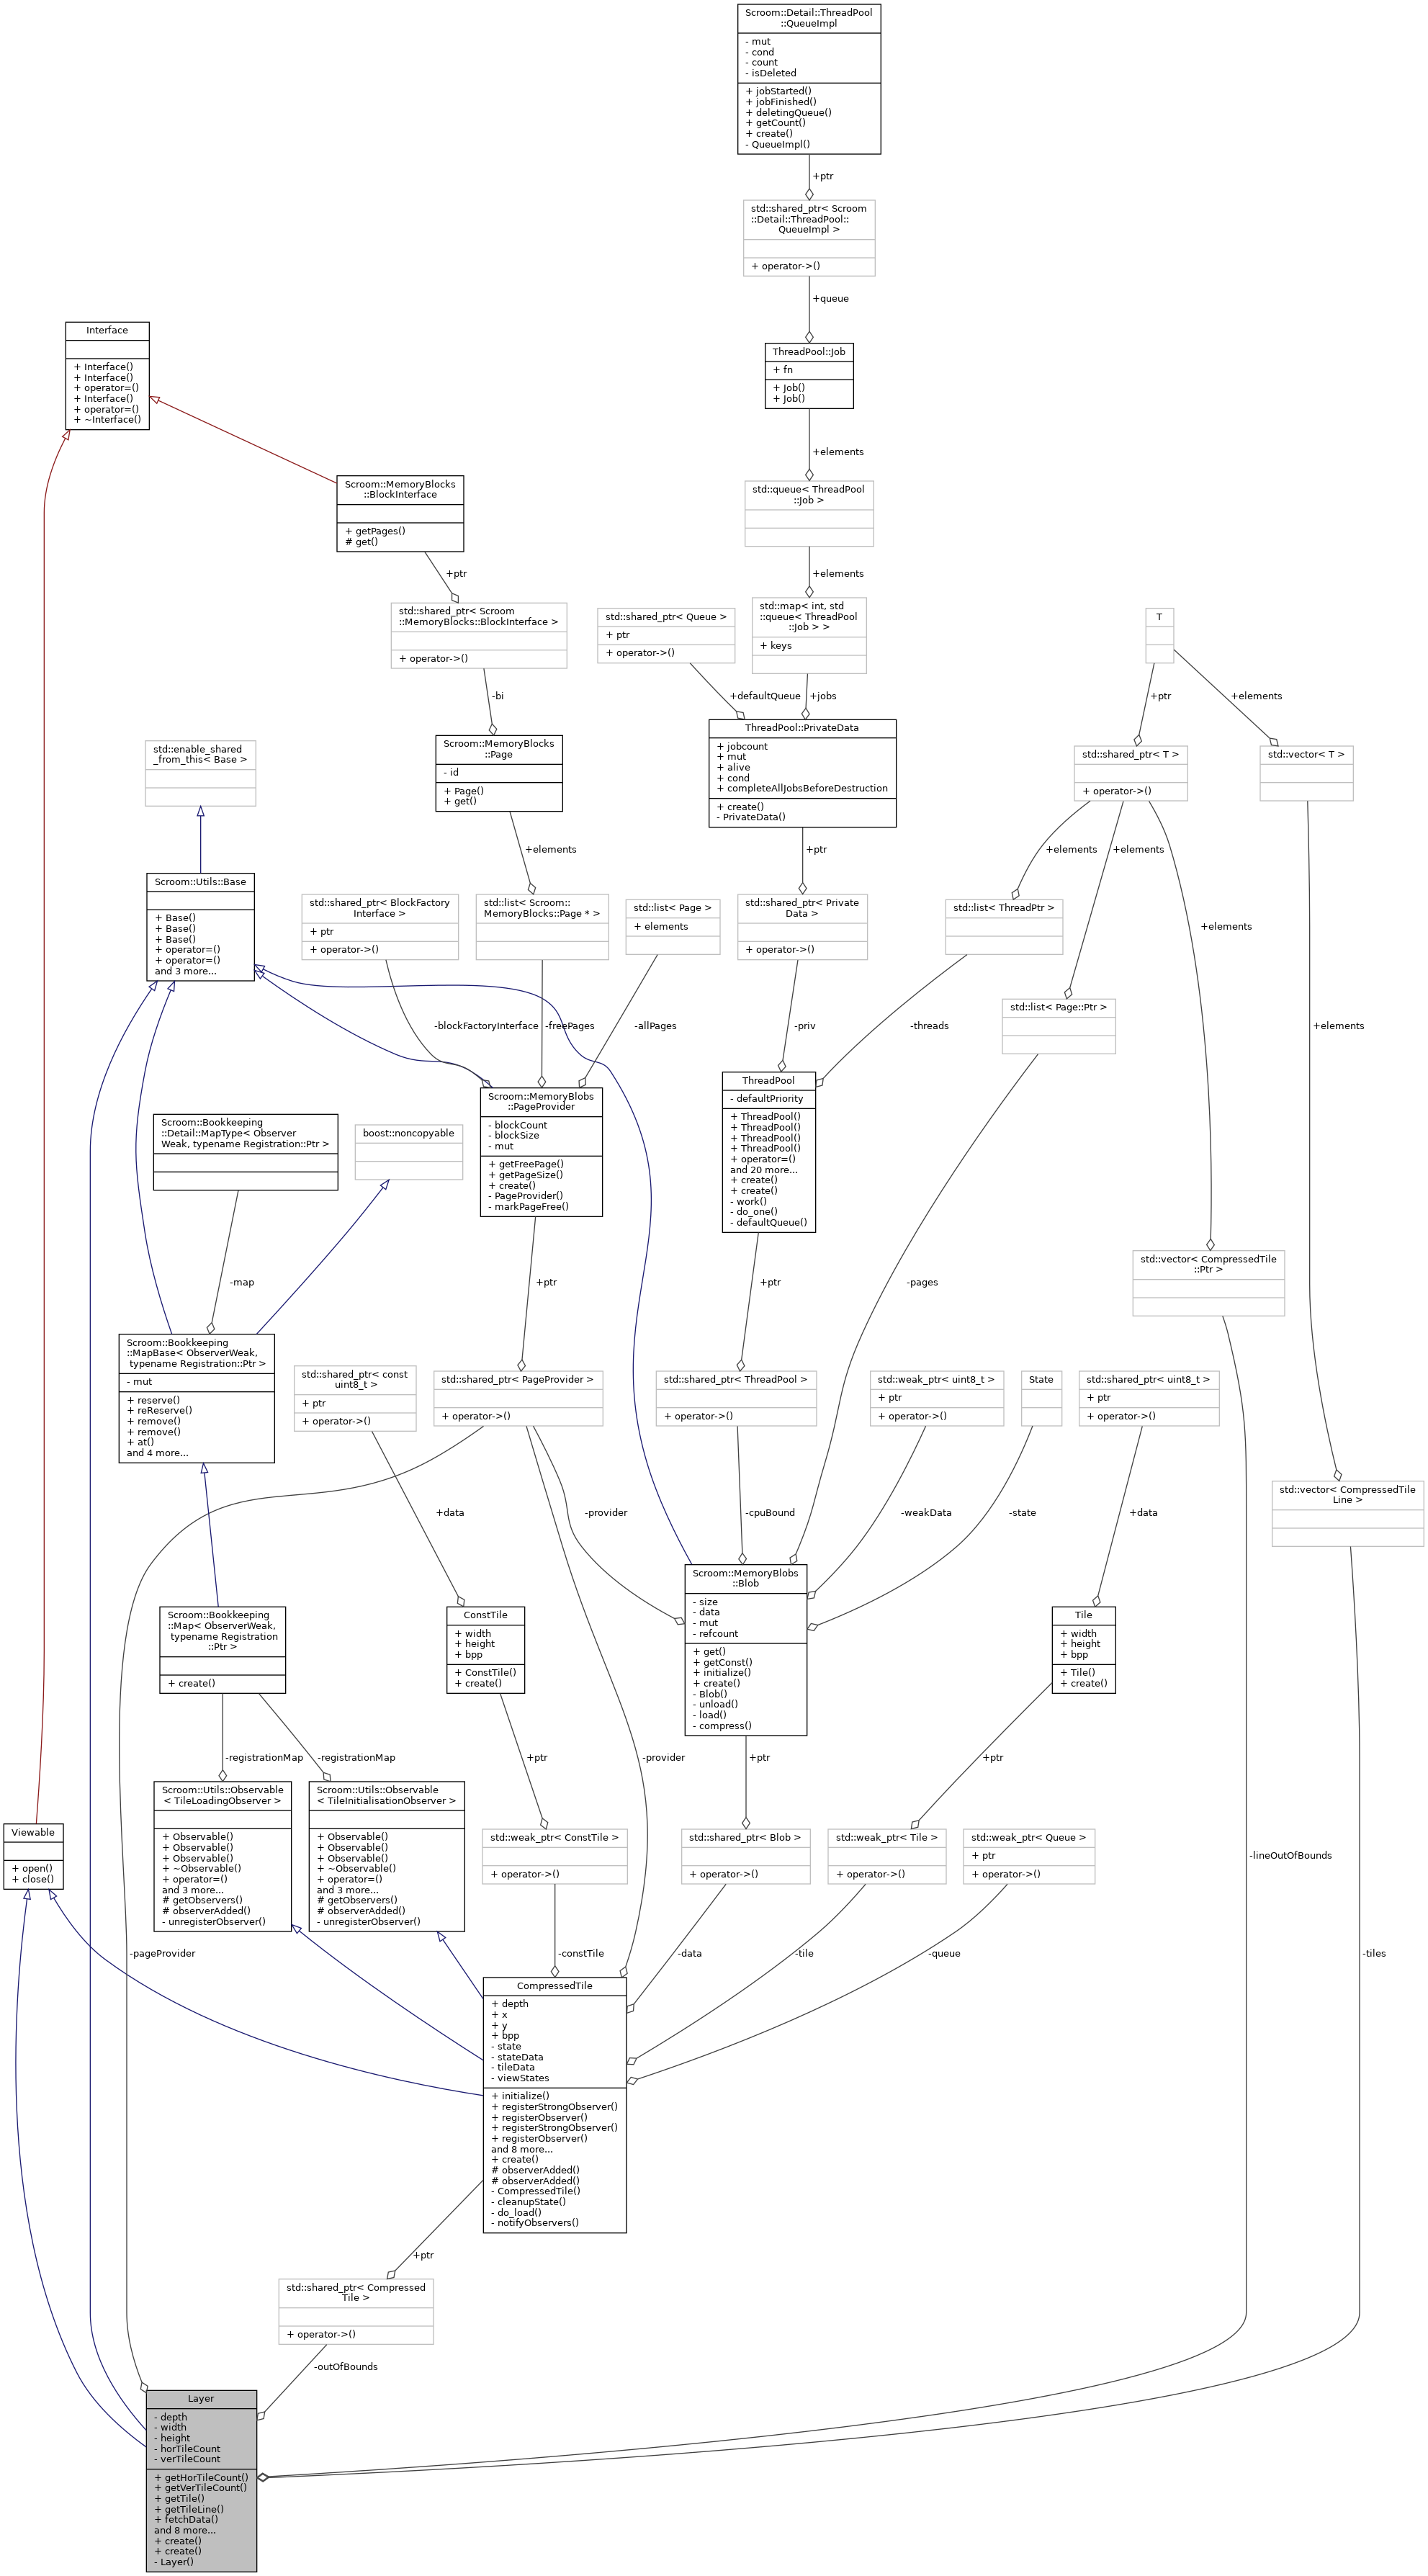 Scroom::Detail::ThreadPool
::QueueImpl
- mut
- cond
- count
- isDeleted
+ jobStarted()
+ jobFinished()
+ deletingQueue()
+ getCount()
+ create()
- QueueImpl()
+ptr
std::shared_ptr< Scroom
::Detail::ThreadPool::
QueueImpl >
+ operator->()
+queue
Interface
+ Interface()
+ Interface()
+ operator=()
+ Interface()
+ operator=()
+ ~Interface()
ThreadPool::Job
+ fn
+ Job()
+ Job()
+elements
Scroom::MemoryBlocks
::BlockInterface
+ getPages()
# get()
std::queue< ThreadPool
::Job >
+ptr
+elements
std::shared_ptr< Scroom
::MemoryBlocks::BlockInterface >
+ operator->()
std::shared_ptr< Queue >
+ ptr
+ operator->()
std::map< int, std
::queue< ThreadPool
::Job > >
+ keys
T
-bi
+defaultQueue
+jobs
+ptr
+elements
std::enable_shared
_from_this< Base >
Scroom::MemoryBlocks
::Page
- id
+ Page()
+ get()
ThreadPool::PrivateData
+ jobcount
+ mut
+ alive
+ cond
+ completeAllJobsBeforeDestruction
+ create()
- PrivateData()
std::shared_ptr< T >
+ operator->()
std::vector< T >
+elements
+ptr
+elements
+elements
Scroom::Utils::Base
+ Base()
+ Base()
+ Base()
+ operator=()
+ operator=()
and 3 more...
std::shared_ptr< BlockFactory
Interface >
+ ptr
+ operator->()
std::list< Scroom::
MemoryBlocks::Page * >
std::list< Page >
+ elements
std::shared_ptr< Private
Data >
+ operator->()
std::list< ThreadPtr >
+elements
std::list< Page::Ptr >
-blockFactoryInterface
-freePages
-allPages
-priv
-threads
+elements
Scroom::MemoryBlobs
::PageProvider
- blockCount
- blockSize
- mut
+ getFreePage()
+ getPageSize()
+ create()
- PageProvider()
- markPageFree()
ThreadPool
- defaultPriority
+ ThreadPool()
+ ThreadPool()
+ ThreadPool()
+ ThreadPool()
+ operator=()
and 20 more...
+ create()
+ create()
- work()
- do_one()
- defaultQueue()
Scroom::Bookkeeping
::Detail::MapType< Observer
Weak, typename Registration::Ptr >
boost::noncopyable
-map
+ptr
+ptr
-pages
std::vector< CompressedTile
::Ptr >
Scroom::Bookkeeping
::MapBase< ObserverWeak,
typename Registration::Ptr >
- mut
+ reserve()
+ reReserve()
+ remove()
+ remove()
+ at()
and 4 more...
std::shared_ptr< const
uint8_t >
+ ptr
+ operator->()
std::shared_ptr< PageProvider >
+ operator->()
std::shared_ptr< ThreadPool >
+ operator->()
std::weak_ptr< uint8_t >
+ ptr
+ operator->()
State
std::shared_ptr< uint8_t >
+ ptr
+ operator->()
std::vector< CompressedTile
Line >
+data
-provider
-cpuBound
-weakData
-state
+data
Scroom::Bookkeeping
::Map< ObserverWeak,
typename Registration
::Ptr >
+ create()
ConstTile
+ width
+ height
+ bpp
+ ConstTile()
+ create()
Scroom::MemoryBlobs
::Blob
- size
- data
- mut
- refcount
+ get()
+ getConst()
+ initialize()
+ create()
- Blob()
- unload()
- load()
- compress()
Tile
+ width
+ height
+ bpp
+ Tile()
+ create()
-registrationMap
-registrationMap
+ptr
-provider
+ptr
+ptr
Scroom::Utils::Observable
< TileLoadingObserver >
+ Observable()
+ Observable()
+ Observable()
+ ~Observable()
+ operator=()
and 3 more...
# getObservers()
# observerAdded()
- unregisterObserver()
Scroom::Utils::Observable
< TileInitialisationObserver >
+ Observable()
+ Observable()
+ Observable()
+ ~Observable()
+ operator=()
and 3 more...
# getObservers()
# observerAdded()
- unregisterObserver()
Viewable
+ open()
+ close()
std::weak_ptr< ConstTile >
+ operator->()
std::shared_ptr< Blob >
+ operator->()
std::weak_ptr< Tile >
+ operator->()
std::weak_ptr< Queue >
+ ptr
+ operator->()
-lineOutOfBounds
-pageProvider
-constTile
-data
-tile
-queue
-tiles
CompressedTile
+ depth
+ x
+ y
+ bpp
- state
- stateData
- tileData
- viewStates
+ initialize()
+ registerStrongObserver()
+ registerObserver()
+ registerStrongObserver()
+ registerObserver()
and 8 more...
+ create()
# observerAdded()
# observerAdded()
- CompressedTile()
- cleanupState()
- do_load()
- notifyObservers()
+ptr
std::shared_ptr< Compressed
Tile >
+ operator->()
-outOfBounds
Layer
- depth
- width
- height
- horTileCount
- verTileCount
+ getHorTileCount()
+ getVerTileCount()
+ getTile()
+ getTileLine()
+ fetchData()
and 8 more...
+ create()
+ create()
- Layer()